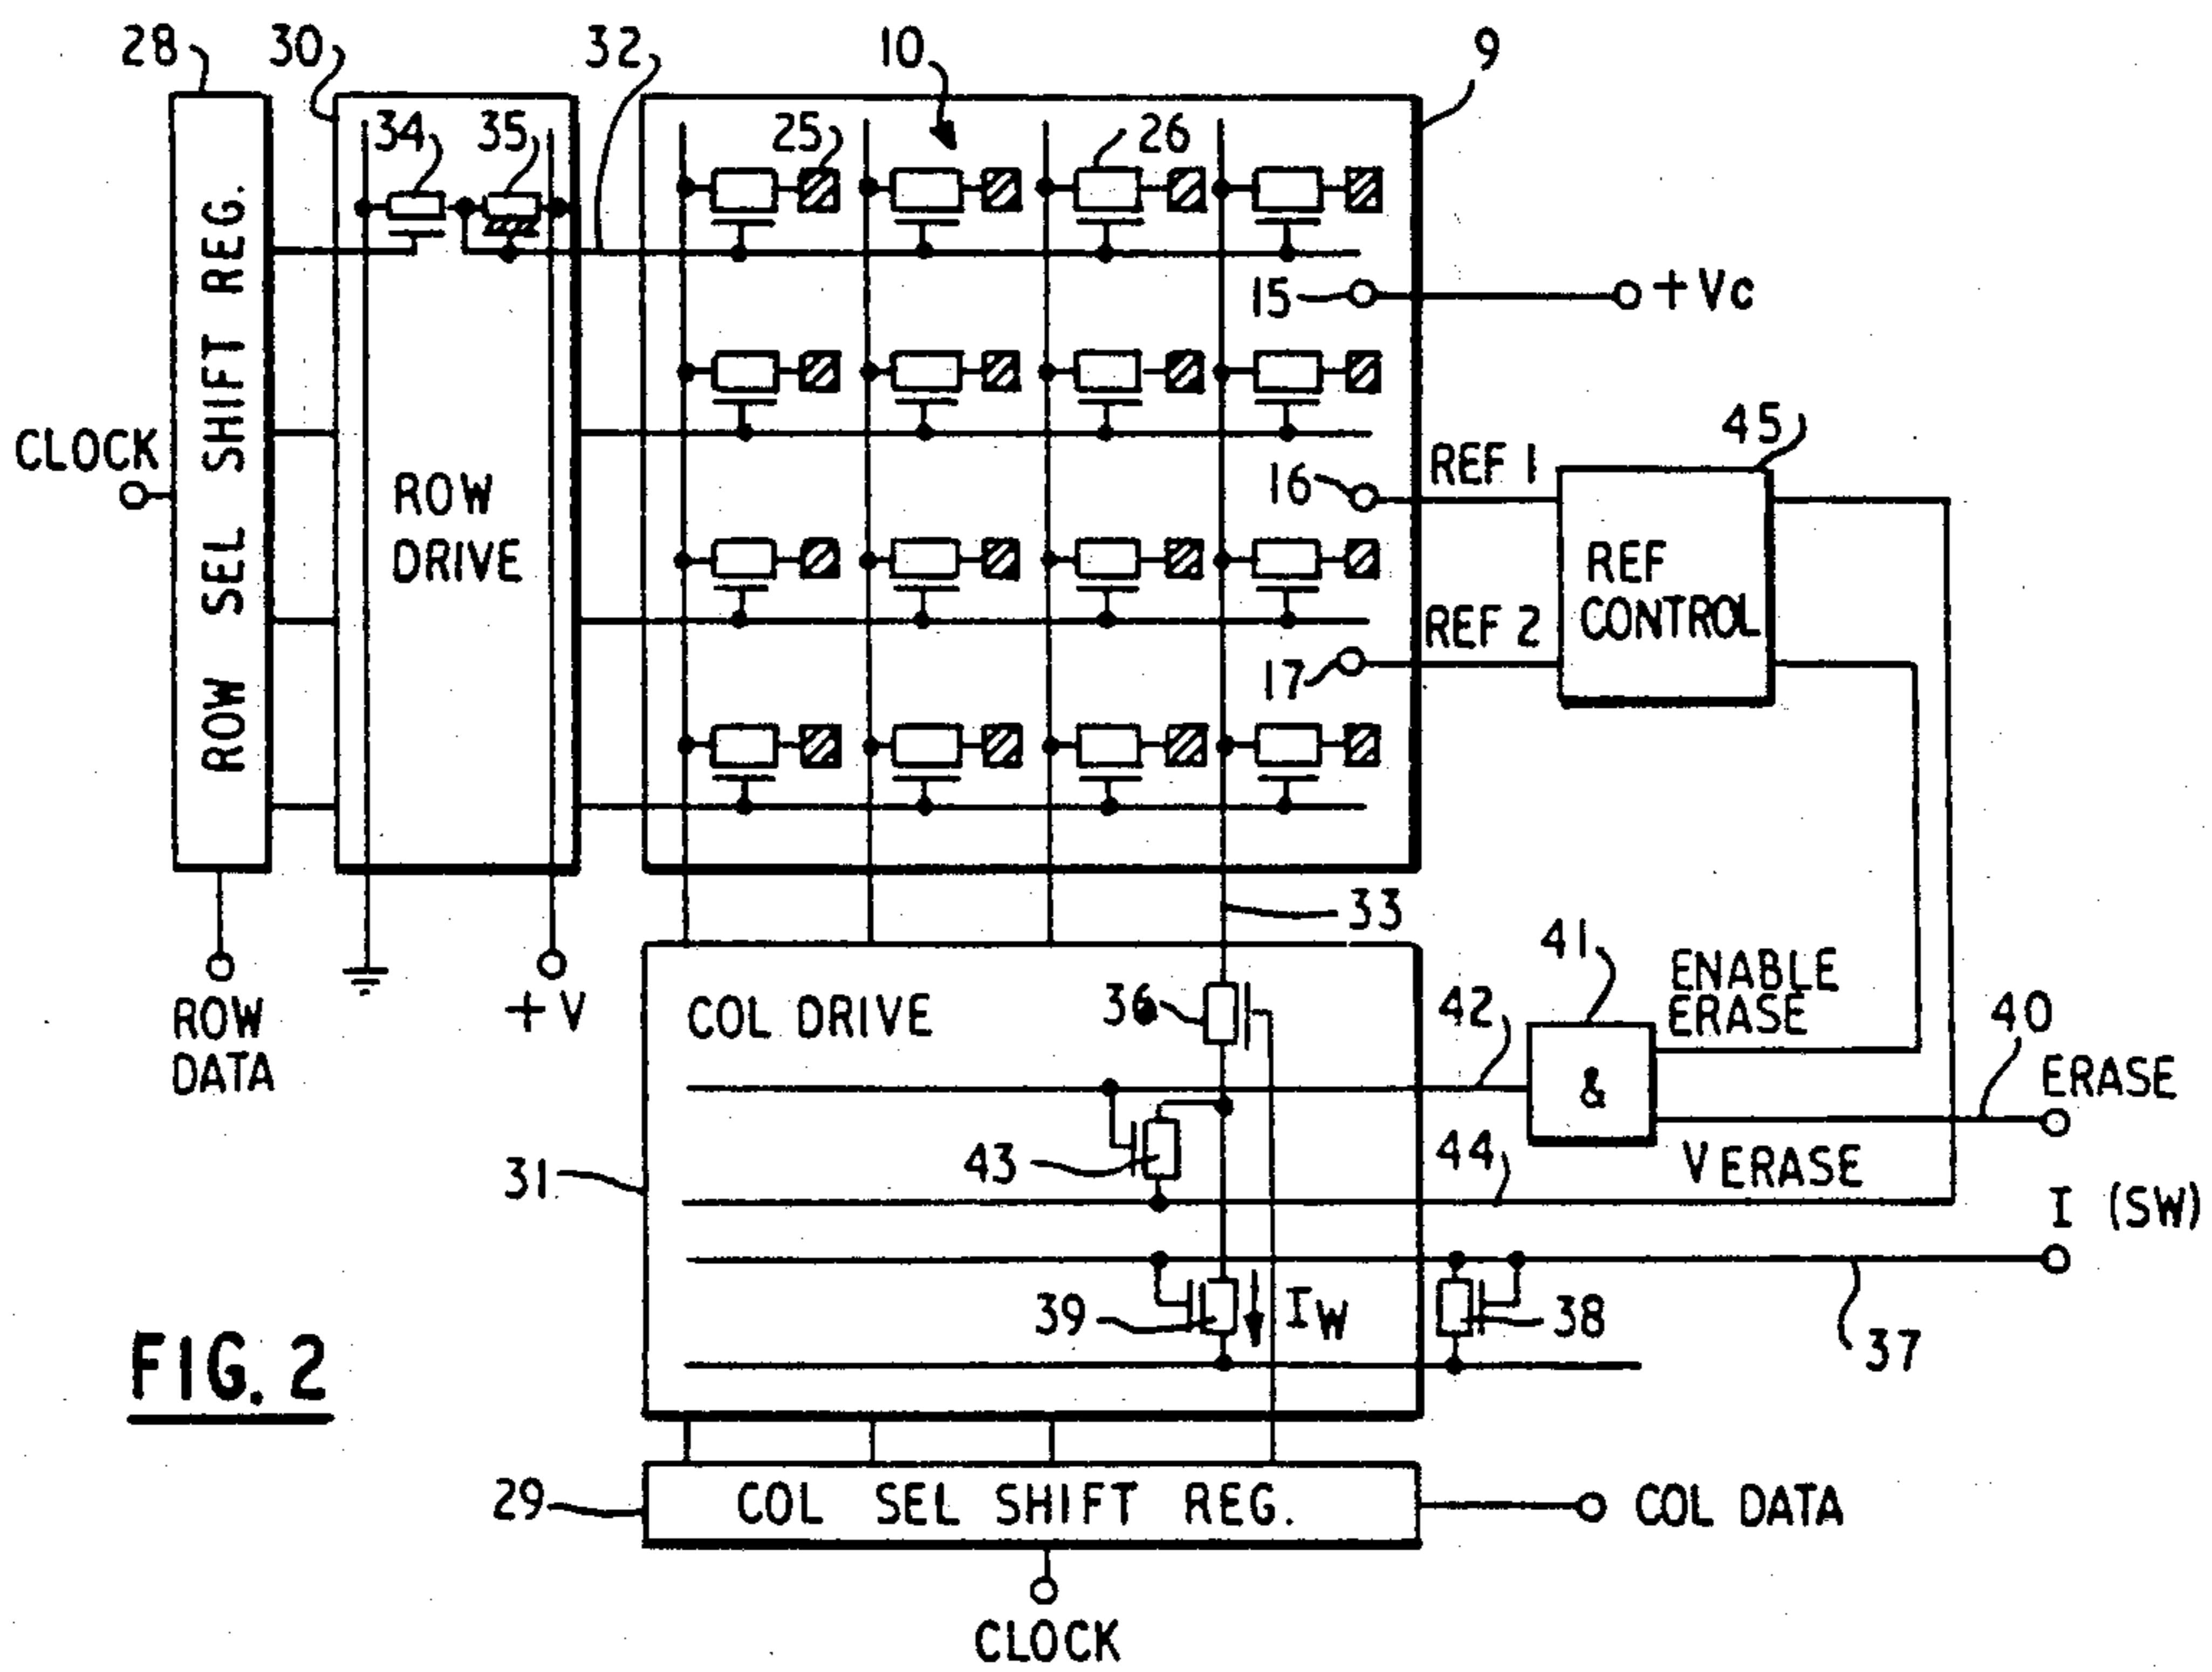 28 30 32 10 9
34 35 25 26
15 +Vc
ROW SEL SHIFT REG.
CLOCK
ROW
DRIVE
45
16 REF 1
REF
CONTROL
REF 2
17
33
41
ENABLE
ERASE
40
ROW
DATA
+V
COL DRIVE
36
42
&
ERASE
43
44
V ERASE
31
I (SW)
39
IW
38
37
FIG. 2
29
COL SEL SHIFT REG.
COL DATA
CLOCK